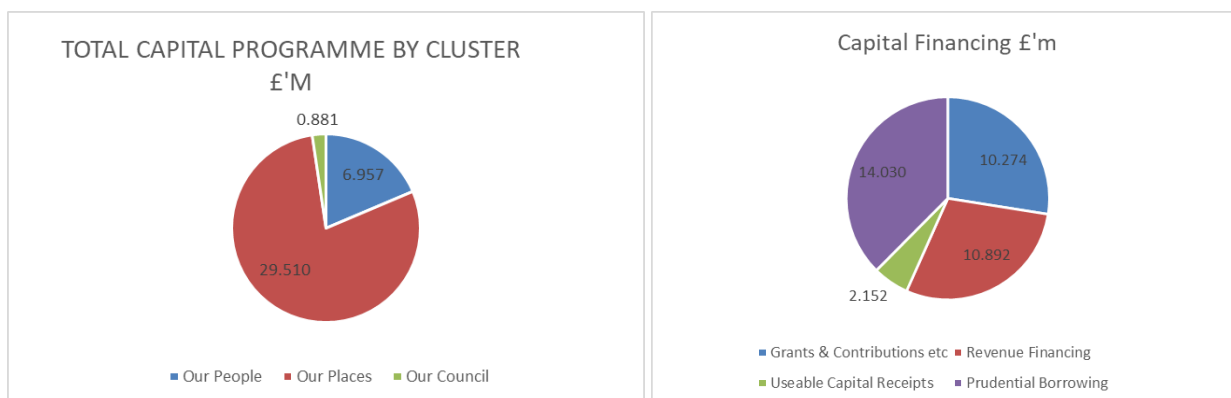 TOTAL CAPITAL PROGRAMME BY CLUSTER
£'M
0.881
6.957
29.510
Our People Our Places Our Council
Capital Financing £'m
14.030
10.274
10.892
2.152
Grants & Contributions etc Revenue Financing
Useable Capital Receipts Prudential Borrowing